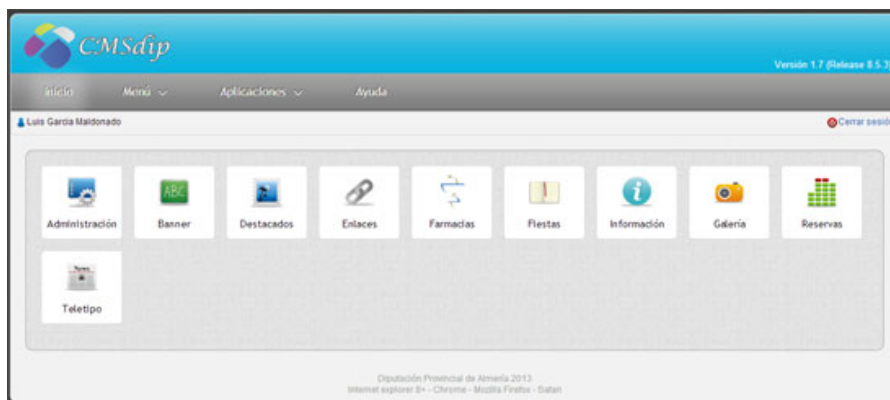 CMSdip
Versión 1.7 (Release 8.5.3)
Inicio Menú Aplicaciones Ayuda
Luis García Maldonado Cerrar sesión
ABC
Administración Banner Destacados Enlaces Farmacias Fiestas Información Galería Reservas
Teletipo
Diputación Provincial de Almería 2013
Internet explorer 8+ - Chrome - Mozilla Firefox - Safari